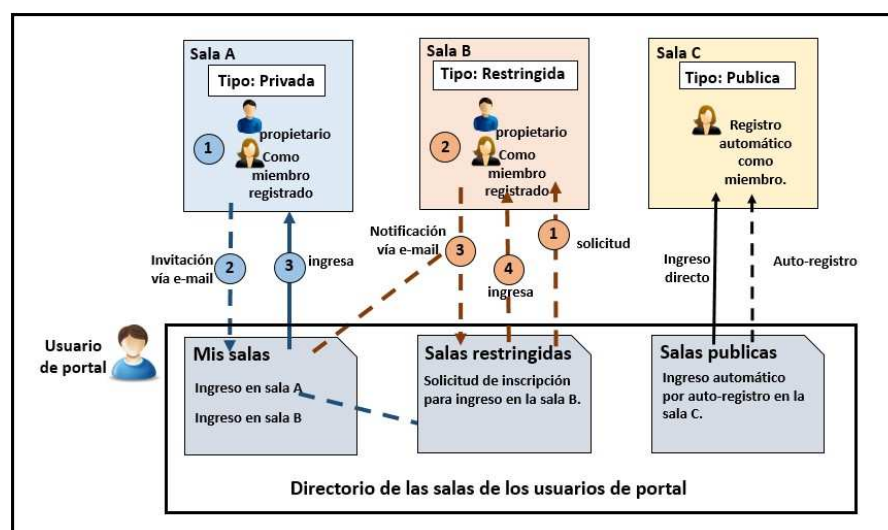 Sala A
Tipo: Privada
propietario
1
Como
miembro
registrado
Invitación
vía e-mail
2
3
ingresa
Sala B
Tipo: Restringida
propietario
2
Como
miembro
registrado
Notificación
vía e-mail
3
4
ingresa
1
solicitud
Sala C
Tipo: Publica
Registro
automático
como
miembro.
Ingreso
directo
Auto-registro
Usuario
de portal
Mis salas
Ingreso en sala A
Ingreso en sala B
Salas restringidas
Solicitud de inscripción
para ingreso en la sala B.
Salas publicas
Ingreso automático
por auto-registro en la
sala C.
Directorio de las salas de los usuarios de portal